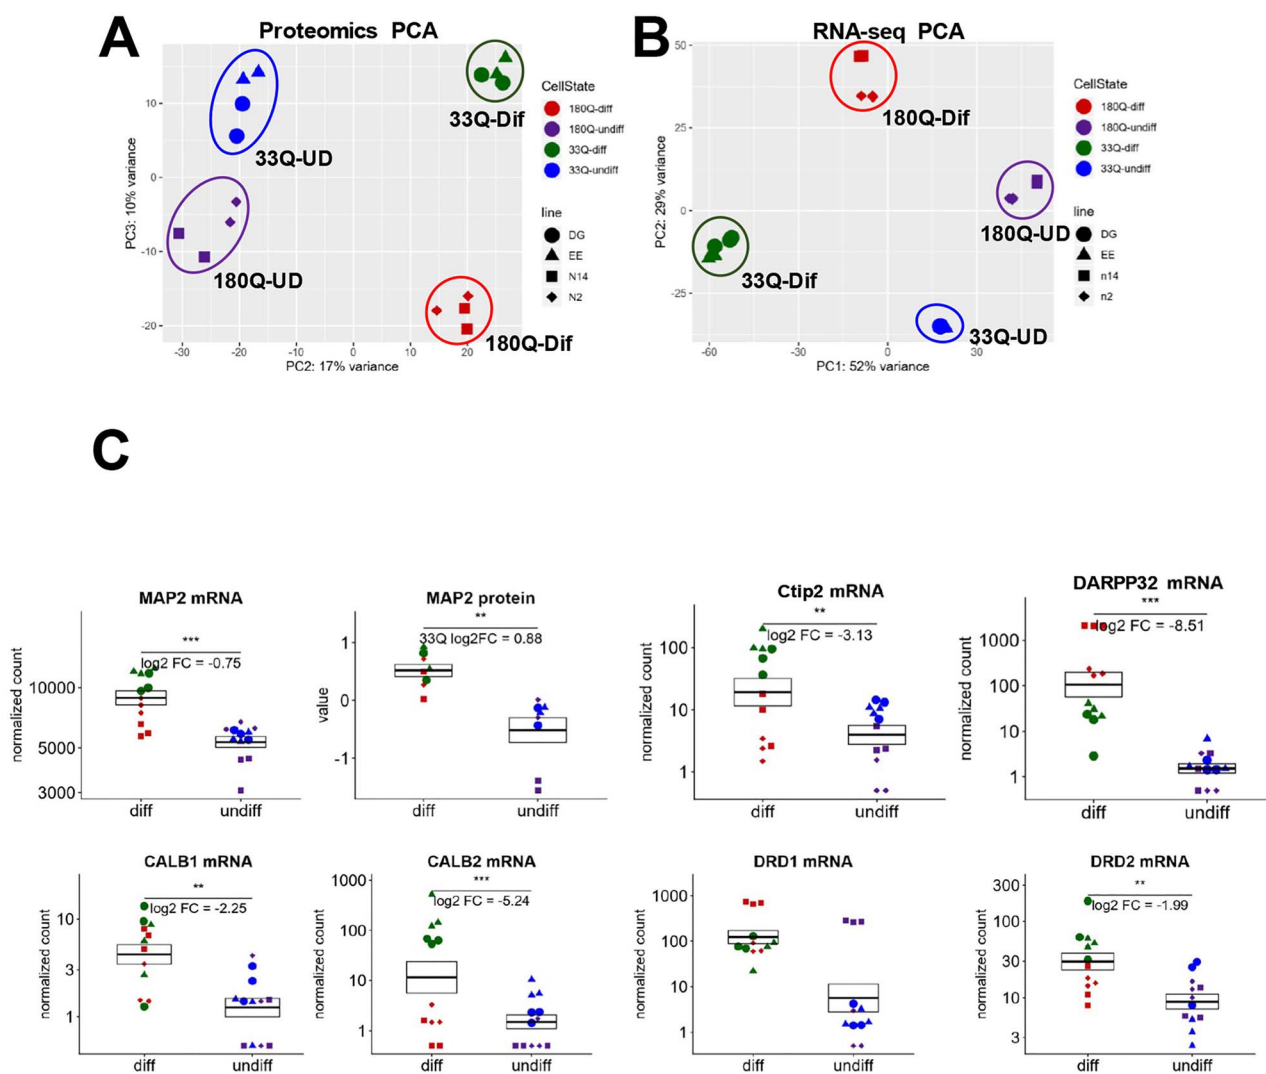 A
Proteomics PCA
PC3: 10% variance
10
0
-10
-20
-30
-20
-10
0
10
20
PC2: 17% variance
33Q-UD
33Q-Dif
180Q-UD
180Q-Dif
CellState
180Q-diff
180Q-undiff
33Q-diff
33Q-undiff
line
DG
EE
N14
N2
B
RNA-seq PCA
PC2: 29% variance
50
25
0
-25
-60
-30
0
30
PC1: 52% variance
180Q-Dif
180Q-UD
33Q-Dif
33Q-UD
CellState
180Q-diff
180Q-undiff
33Q-diff
33Q-undiff
line
DG
EE
n14
n2
C
MAP2 mRNA
***
log2 FC = -0.75
normalized count
10000
5000
3000
diff
undiff
MAP2 protein
**
33Q log2FC = 0.88
value
1
0
-1
diff
undiff
Ctip2 mRNA
**
log2 FC = -3.13
normalized count
100
10
1
diff
undiff
DARPP32 mRNA
***
log2 FC = -8.51
normalized count
1000
100
10
1
diff
undiff
CALB1 mRNA
**
log2 FC = -2.25
normalized count
10
3
1
diff
undiff
CALB2 mRNA
***
log2 FC = -5.24
normalized count
1000
100
10
1
diff
undiff
DRD1 mRNA
normalized count
1000
100
10
1
diff
undiff
DRD2 mRNA
**
log2 FC = -1.99
normalized count
300
100
30
10
3
diff
undiff